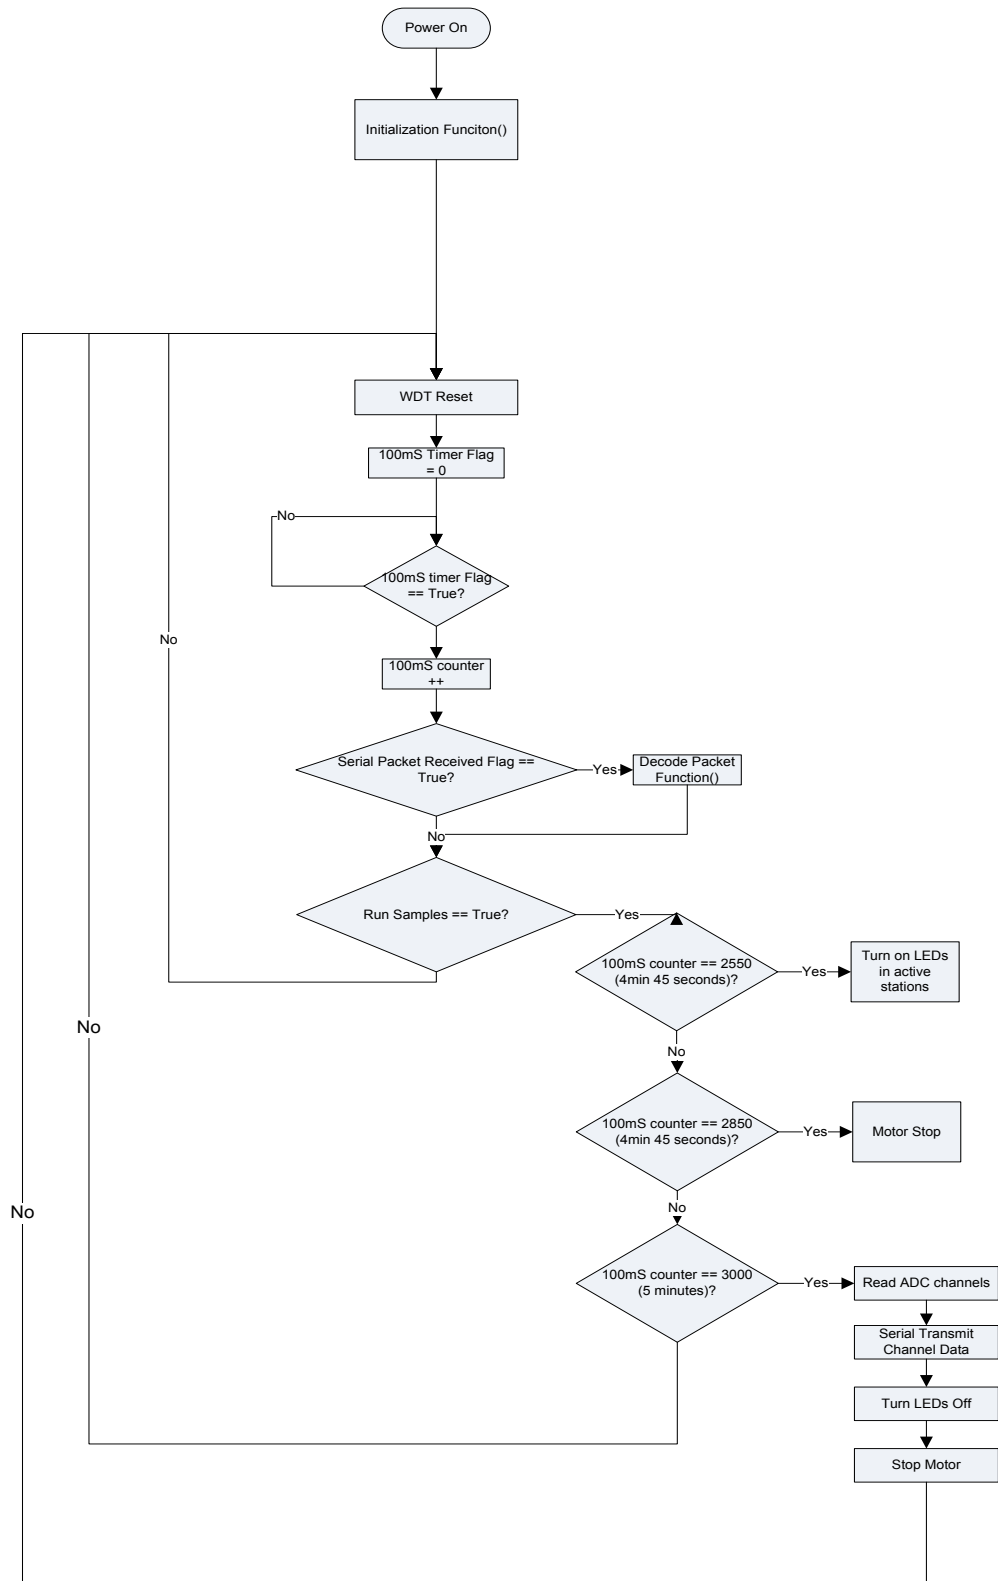 Power On
Initialization Funciton()
WDT Reset
100mS Timer Flag
= 0
No
100mS timer Flag
== True?
No
100mS counter
++
Serial Packet Received Flag ==
True?
Yes
Decode Packet
Function()
No
Run Samples == True?
Yes
100mS counter == 2550
(4min 45 seconds)?
Yes
Turn on LEDs
in active
stations
No
No
100mS counter == 2850
(4min 45 seconds)?
Yes
Motor Stop
No
No
100mS counter == 3000
(5 minutes)?
Yes
Read ADC channels
Serial Transmit
Channel Data
Turn LEDs Off
Stop Motor